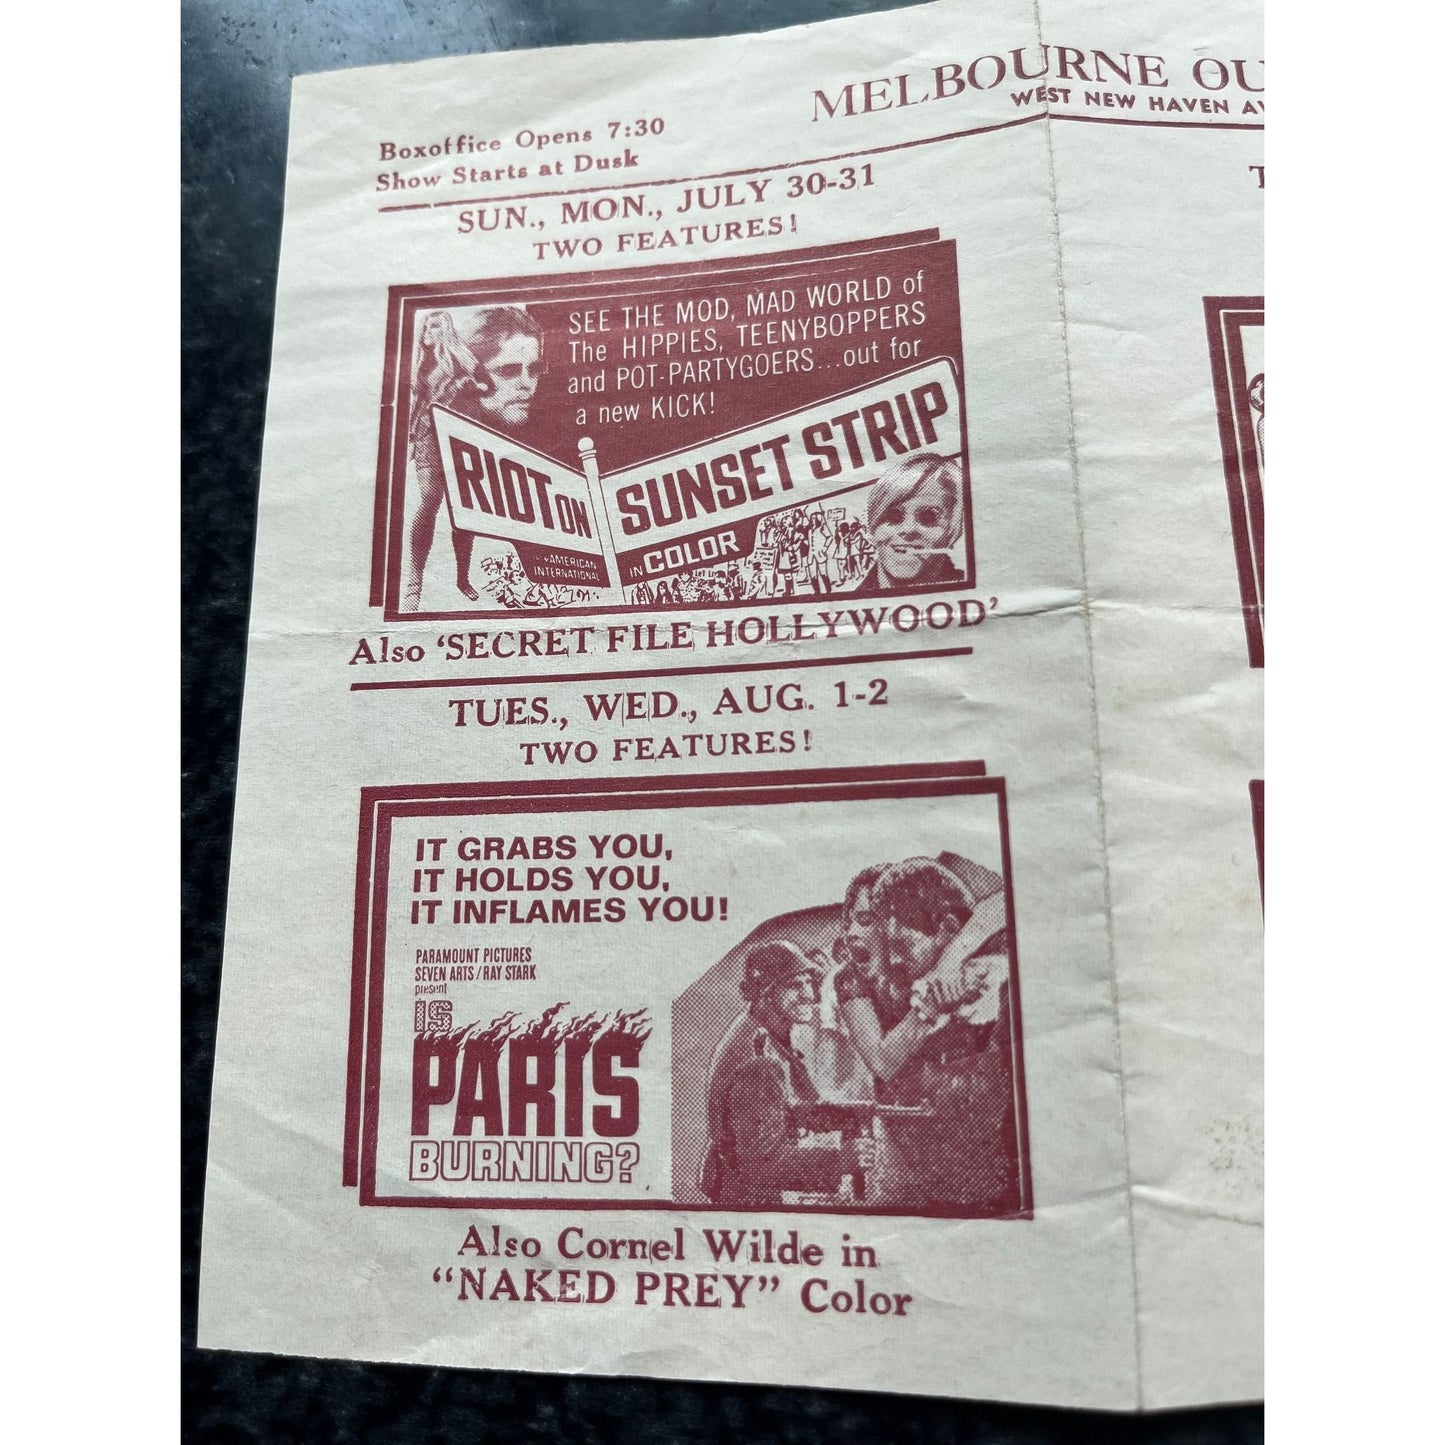 MELBOURNE OU
WEST NEW HAVEN AV
Boxoffice Opens 7:30
Show Starts at Dusk
SUN., MON., JULY 30-31
TWO FEATURES!
SEE THE MOD, MAD WORLD of
The HIPPIES, TEENYBOPPERS
and POT-PARTYGOERS...out for
a new KICK!
RIOT ON
SUNSET STRIP
IN COLOR
AMERICAN
INTERNATIONAL
Also ‘SECRET FILE HOLLYWOOD’
TUES., WED., AUG. 1-2
TWO FEATURES!
IT GRABS YOU,
IT HOLDS YOU,
IT INFLAMES YOU!
PARAMOUNT PICTURES
SEVEN ARTS / RAY STARK
present
IS
PARIS
BURNING?
Also Cornel Wilde in
“NAKED PREY” Color